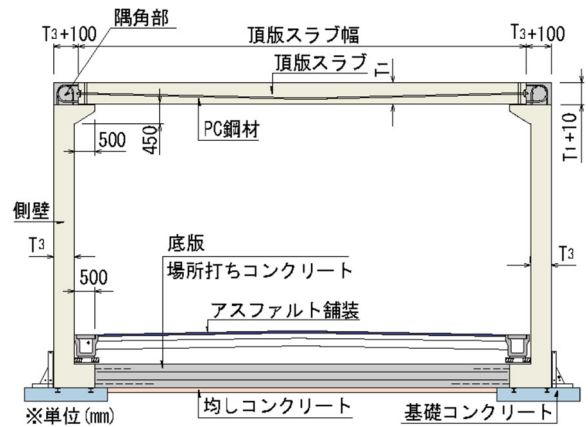 隅角部
T3+100
頂版スラブ幅
T3+100
頂版スラブ
T1
PC鋼材
T1+10
500
450
側壁
T3
T3
底版
場所打ちコンクリート
500
アスファルト舗装
均しコンクリート
基礎コンクリート
※単位(mm)